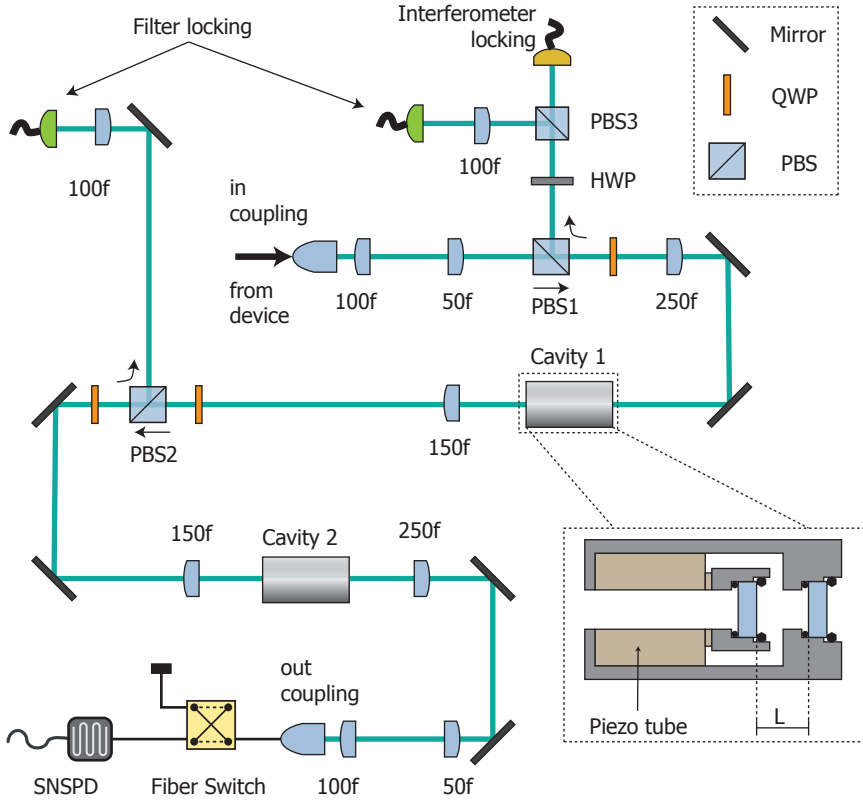 Filter locking
Interferometer
locking
Mirror
QWP
PBS
PBS3
100f
100f
HWP
in
coupling
from
device
100f
50f
PBS1
250f
Cavity 1
PBS2
150f
150f
Cavity 2
250f
out
coupling
Piezo tube
L
SNSPD
Fiber Switch
100f
50f